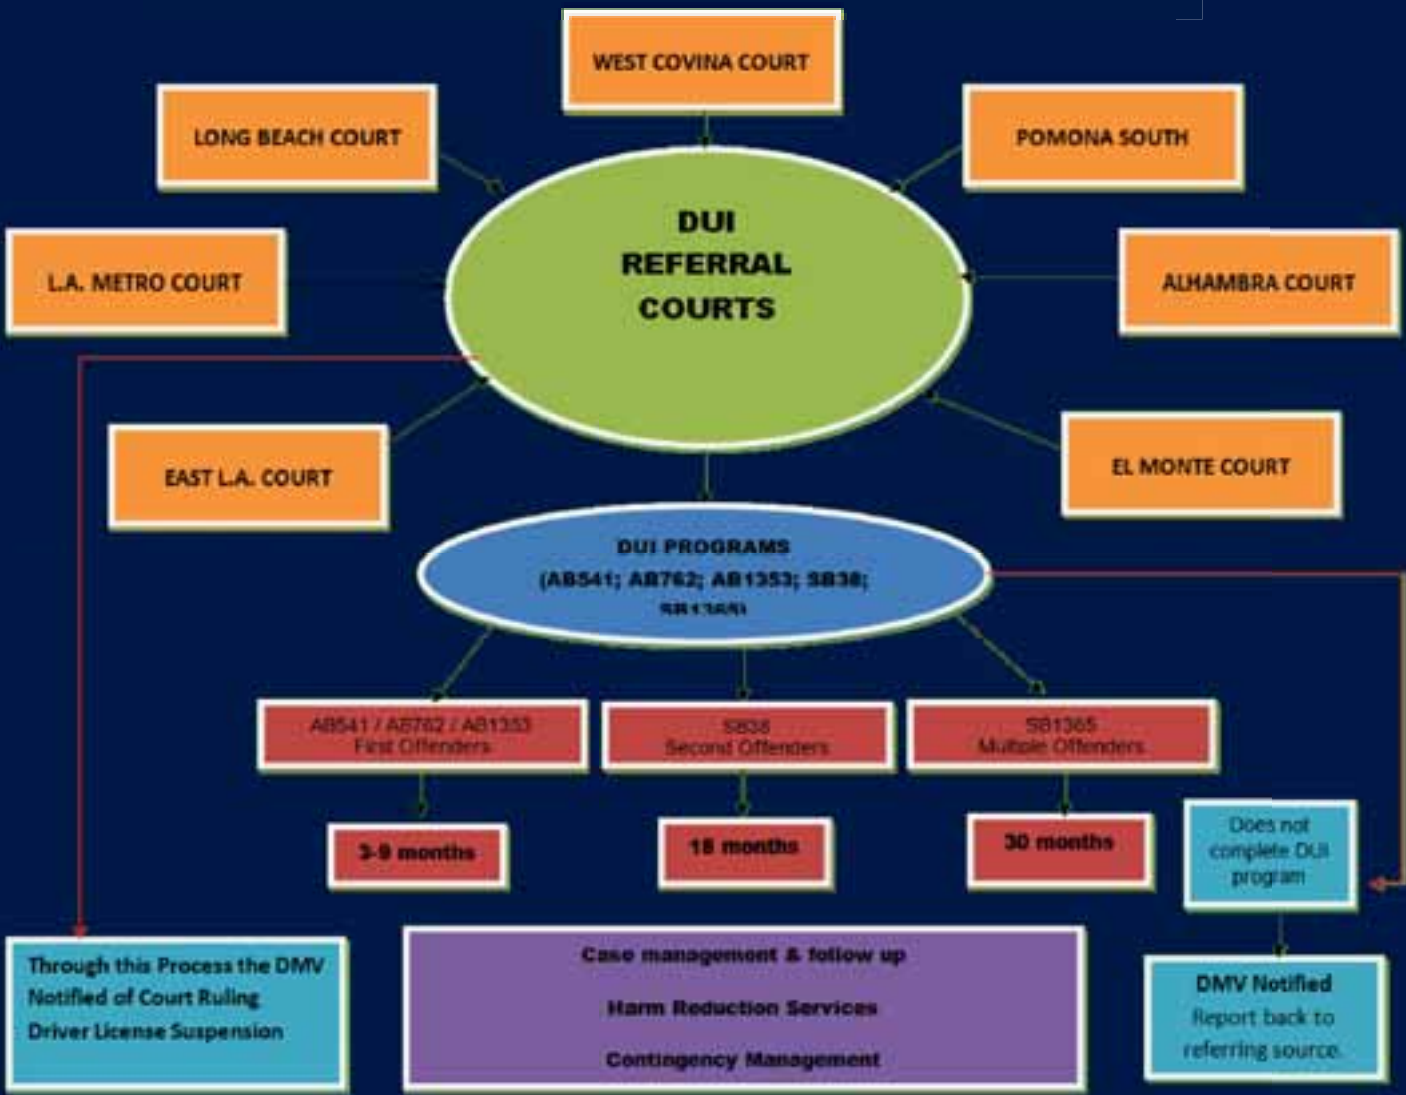 WEST COVINA COURT
LONG BEACH COURT
POMONA SOUTH
DUI
REFERRAL
COURTS
L.A. METRO COURT
ALHAMBRA COURT
EAST L.A. COURT
EL MONTE COURT
DUI PROGRAMS
(AB541; AB762; AB1353; SB38;
SB1365)
AB541 / AB762 / AB1353
First Offenders
SB38
Second Offenders
SB1365
Multiple Offenders
3-9 months
18 months
30 months
Does not
complete DUI
program
Through this Process the DMV
Notified of Court Ruling
Driver License Suspension
Case management & follow up
Harm Reduction Services
Contingency Management
DMV Notified
Report back to
referring source.